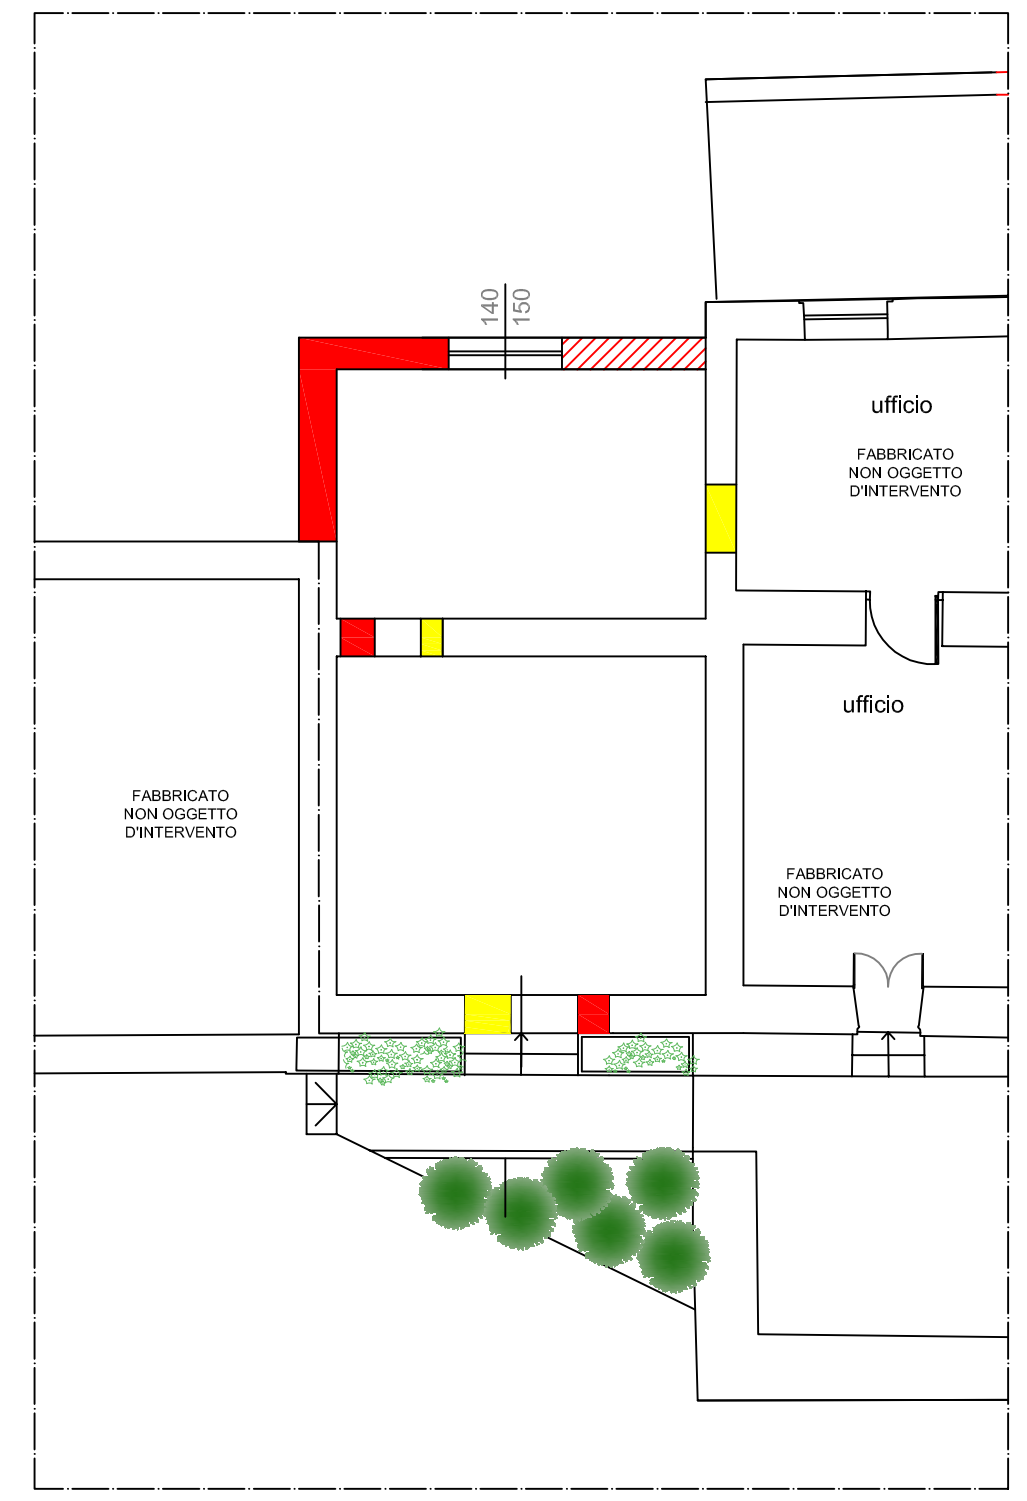 140
150
ufficio
FABBRICATO
NON OGGETTO
D'INTERVENTO
ufficio
FABBRICATO
NON OGGETTO
D'INTERVENTO
FABBRICATO
NON OGGETTO
D'INTERVENTO